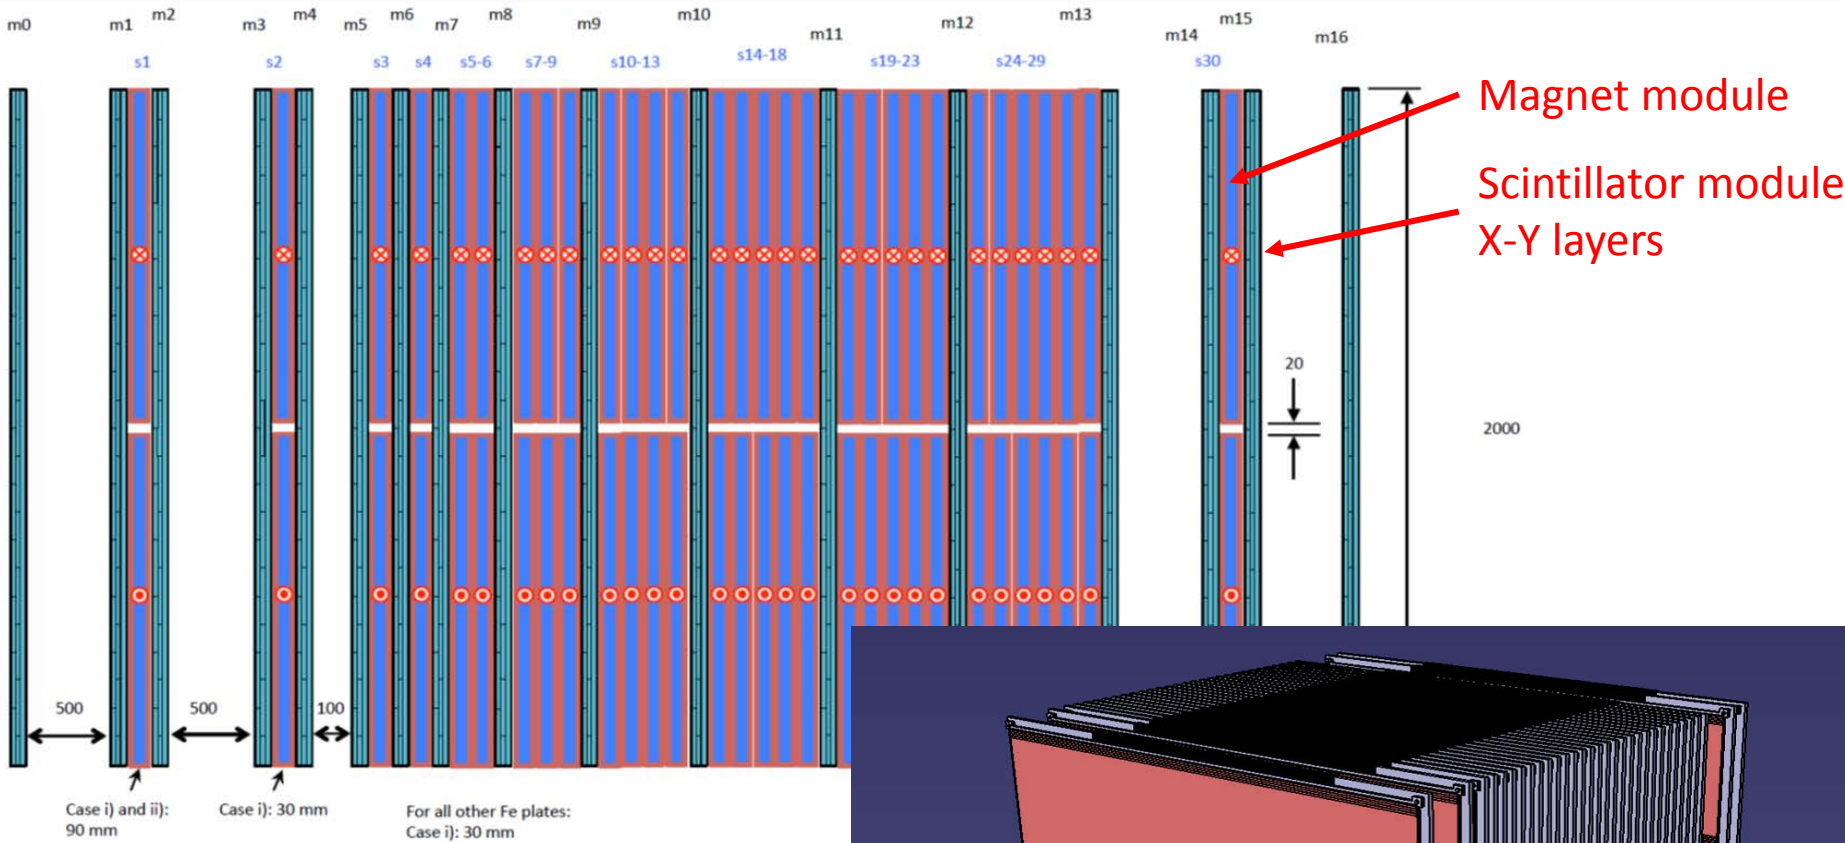 m0 m1 m2 m3 m4 m5 m6 m7 m8 m9 m10 m11 m12 m13 m14 m15 m16
s1 s2 s3 s4 s5-6 s7-9 s10-13 s14-18 s19-23 s24-29 s30
Magnet module
Scintillator module
X-Y layers
20
2000
500 500 100
Case i) and ii):
90 mm
Case i): 30 mm
For all other Fe plates:
Case i): 30 mm